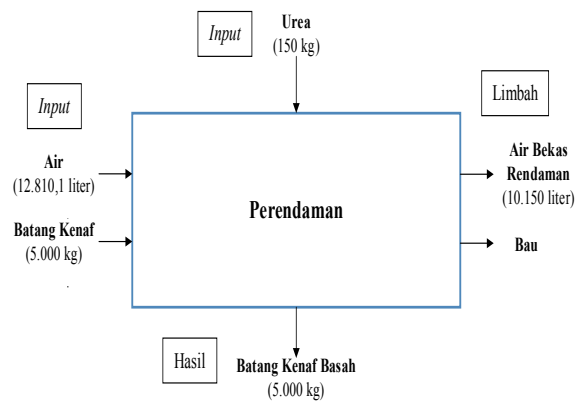 Input
Urea
(150 kg)
Input
Limbah
Air
(12.810,1 liter)
Batang Kenaf
(5.000 kg)
Perendaman
Air Bekas
Rendaman
(10.150 liter)
Bau
Hasil
Batang Kenaf Basah
(5.000 kg)